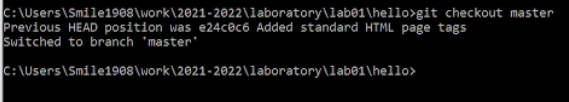 C:\Users\Smile1908\work\2021-2022\laboratory\lab01\hello>git checkout master
Previous HEAD position was e24c0c6 Added standard HTML page tags
Switched to branch 'master'
C:\Users\Smile1908\work\2021-2022\laboratory\lab01\hello>